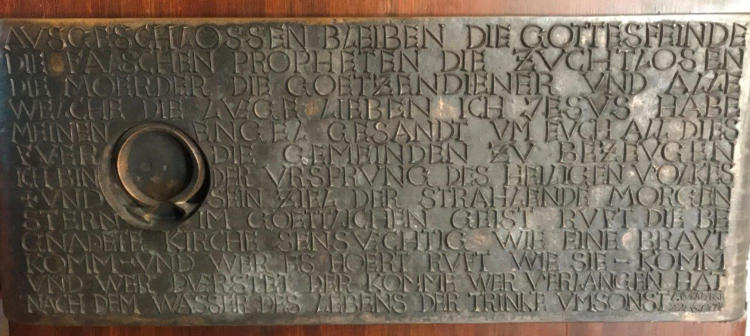 AVSGESCHLOSSEN BLEIBEN DIE GOTTESFEINDE
DIE FALSCHEN PROPHETEN DIE ZVCHTLOSEN
DIE MOERDER DIE GOETZENDIENER VND ALLE
WELCHE DIE LVEGE LIEBEN ICH JESVS HABE
MEINEN ENGEL GESANDT VM EVCH ALL DIES
FVER DIE GEMEINDEN ZV BEZEVGEN
ICH BIN DER VRSPRVNG DES HEILIGEN VOLKES
+VND SEIN ZIEL DER STRAHLENDE MORGEN
STERN IM GOETTLICHEN GEIST RVFT DIE BE
GNADETE KIRCHE SENSVCHTIG WIE EINE BRAVT
KOMM-VND WER ES HOERT RVFT WIE SIE-KOMM
VND WER DVERSTET DER KOMME WER VERLANGEN HAT
NACH DEM WASSER DES LEBENS DER TRINKE VMSONST